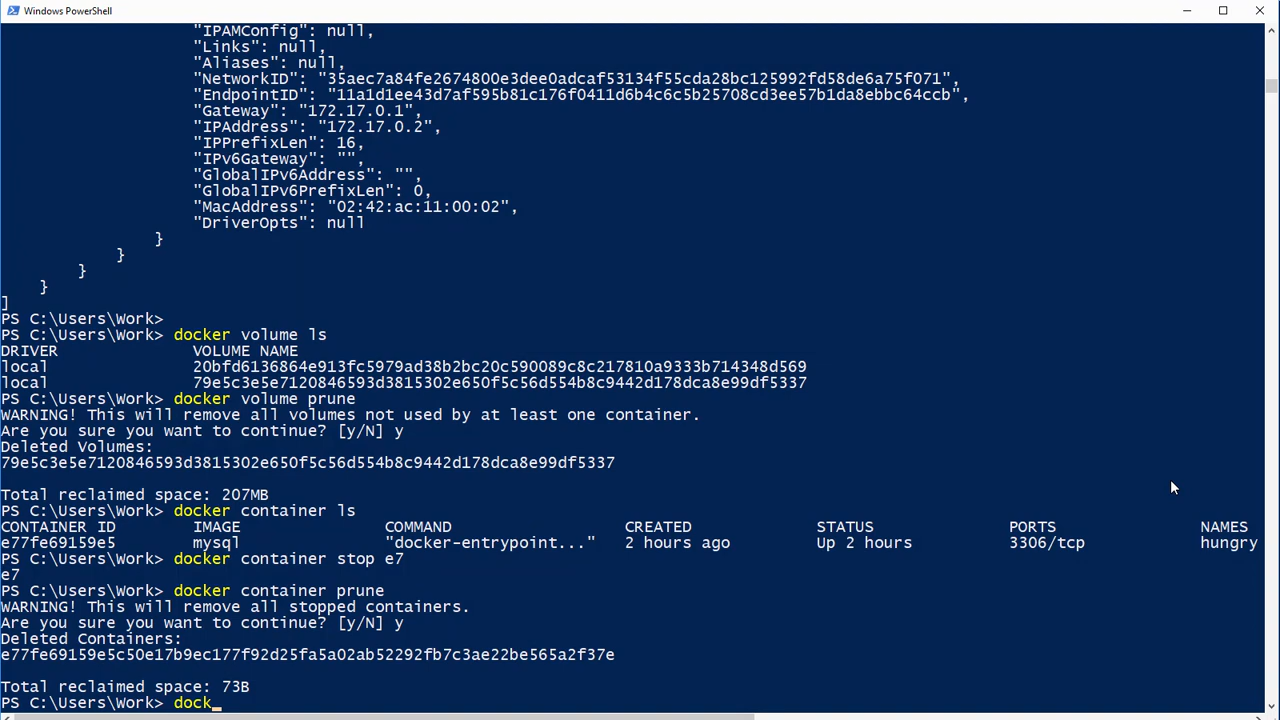 Windows PowerShell
"IPAMConfig": null,
"Links": null,
"Aliases": null,
"NetworkID": "35aec7a84fe2674800e3dee0adcaf53134f55cda28bc125992fd58de6a75f071",
"EndpointID": "11a1d1ee43d7af595b81c176f0411d6b4c6c5b25708cd3ee57b1da8ebbc64ccb",
"Gateway": "172.17.0.1",
"IPAddress": "172.17.0.2",
"IPPrefixLen": 16,
"IPv6Gateway": "",
"GlobalIPv6Address": "",
"GlobalIPv6PrefixLen": 0,
"MacAddress": "02:42:ac:11:00:02",
"DriverOpts": null
}
}
}
}
]
PS C:\Users\Work>
PS C:\Users\Work> docker volume ls
DRIVER VOLUME NAME
local 20bfd6136864e913fc5979ad38b2bc20c590089c8c217810a9333b714348d569
local 79e5c3e5e7120846593d3815302e650f5c56d554b8c9442d178dca8e99df5337
PS C:\Users\Work> docker volume prune
WARNING! This will remove all volumes not used by at least one container.
Are you sure you want to continue? [y/N] y
Deleted Volumes:
79e5c3e5e7120846593d3815302e650f5c56d554b8c9442d178dca8e99df5337
Total reclaimed space: 207MB
PS C:\Users\Work> docker container ls
CONTAINER ID IMAGE COMMAND CREATED STATUS PORTS NAMES
e77fe69159e5 mysql "docker-entrypoint..." 2 hours ago Up 2 hours 3306/tcp hungry
PS C:\Users\Work> docker container stop e7
e7
PS C:\Users\Work> docker container prune
WARNING! This will remove all stopped containers.
Are you sure you want to continue? [y/N] y
Deleted Containers:
e77fe69159e5c50e17b9ec177f92d25fa5a02ab52292fb7c3ae22be565a2f37e
Total reclaimed space: 73B
PS C:\Users\Work> dock_